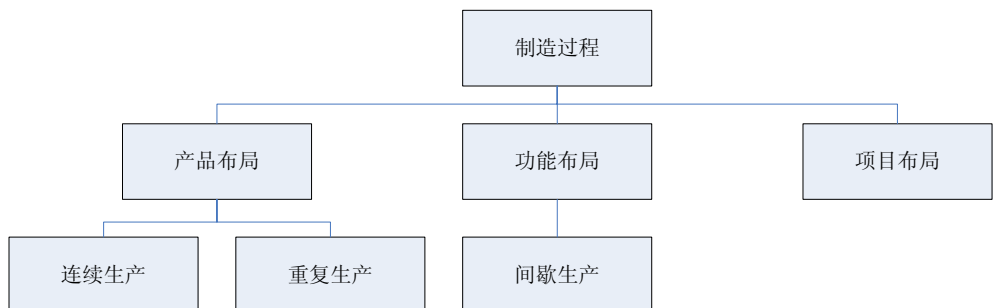 制造过程
产品布局
功能布局
项目布局
连续生产
重复生产
间歇生产